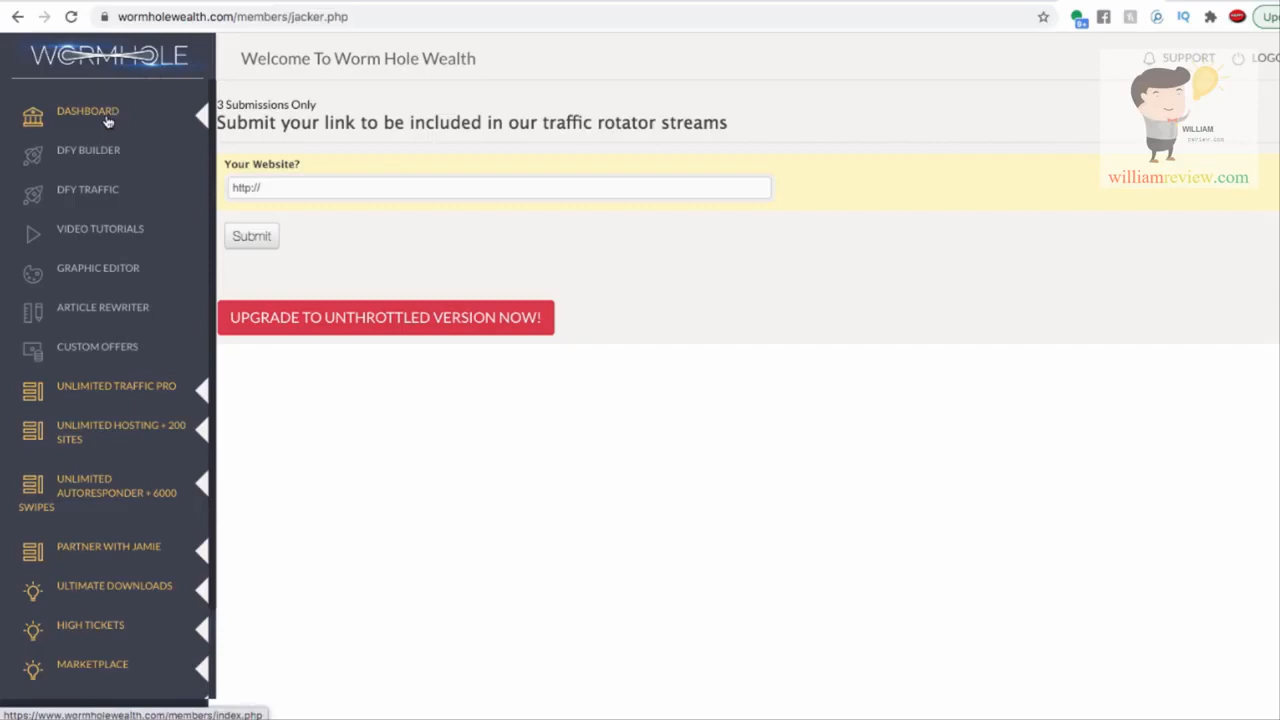 wormholewealth.com/members/jacker.php
9+
WORMHOLE
Welcome To Worm Hole Wealth
SUPPORT
LOGO
DASHBOARD
DFY BUILDER
DFY TRAFFIC
VIDEO TUTORIALS
GRAPHIC EDITOR
ARTICLE REWRITER
CUSTOM OFFERS
UNLIMITED TRAFFIC PRO
UNLIMITED HOSTING + 200
SITES
UNLIMITED
AUTORESPONDER + 6000
SWIPES
PARTNER WITH JAMIE
ULTIMATE DOWNLOADS
HIGH TICKETS
MARKETPLACE
3 Submissions Only
Submit your link to be included in our traffic rotator streams
Your Website?
http://
Submit
UPGRADE TO UNTHROTTLED VERSION NOW!
WILLIAM
review.com
williamreview.com
https://www.wormholewealth.com/members/index.php